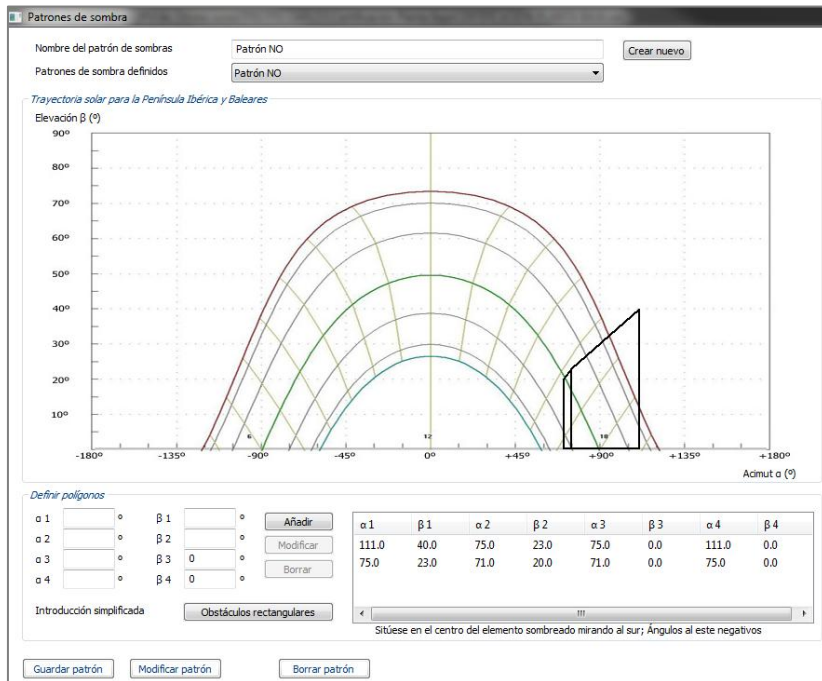 Patrones de sombra
Nombre del patrón de sombras Patrón NO Crear nuevo
Patrones de sombra definidos Patrón NO
Trayectoria solar para la Península Ibérica y Baleares
Elevación β (º)
90º
80º
70º
60º
50º
40º
30º
20º
10º
6 12 18
-180º -135º -90º -45º 0º +45º +90º +135º +180º
Acimut α (º)
Definir polígonos
α 1 º β 1 º Añadir
α 2 º β 2 º Modificar
α 3 º β 3 0 º Borrar
α 4 º β 4 0 º
α 1 β 1 α 2 β 2 α 3 β 3 α 4 β 4
111.0 40.0 75.0 23.0 75.0 0.0 111.0 0.0
75.0 23.0 71.0 20.0 71.0 0.0 75.0 0.0
Introducción simplificada Obstáculos rectangulares
Sitúese en el centro del elemento sombreado mirando al sur; Ángulos al este negativos
Guardar patrón Modificar patrón Borrar patrón